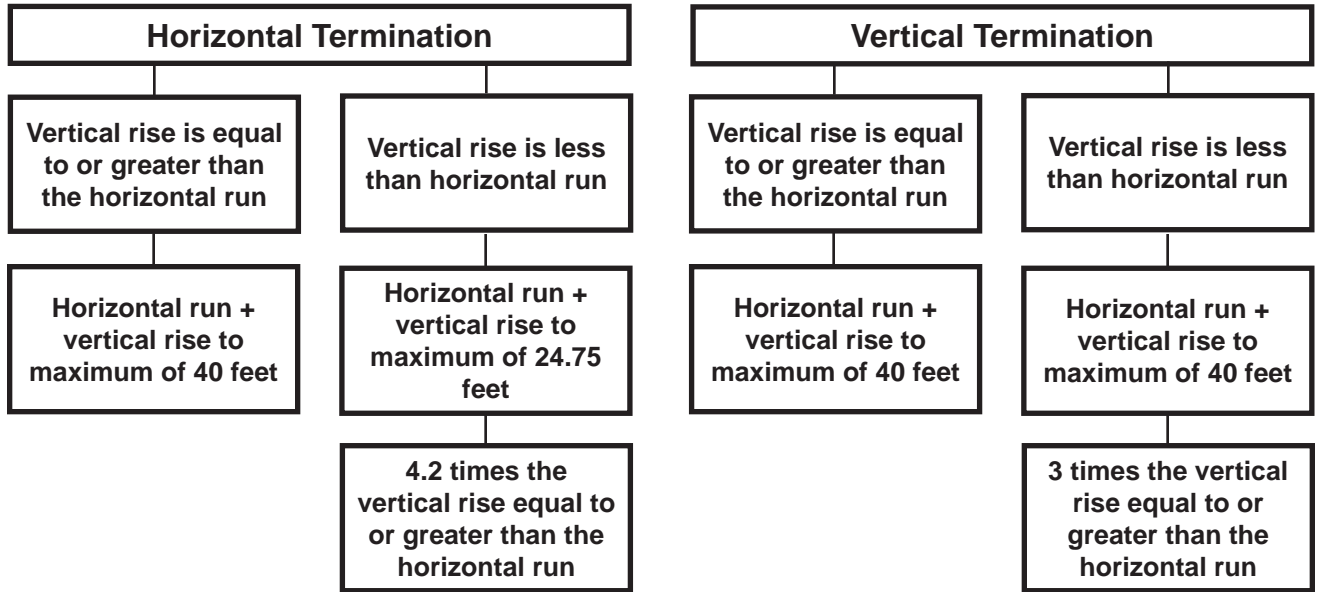 Horizontal Termination
Vertical rise is equal
to or greater than
the horizontal run
Horizontal run +
vertical rise to
maximum of 40 feet
Vertical rise is less
than horizontal run
Horizontal run +
vertical rise to
maximum of 24.75
feet
4.2 times the
vertical rise equal to
or greater than the
horizontal run
Vertical Termination
Vertical rise is equal
to or greater than
the horizontal run
Horizontal run +
vertical rise to
maximum of 40 feet
Vertical rise is less
than horizontal run
Horizontal run +
vertical rise to
maximum of 40 feet
3 times the vertical
rise equal to or
greater than the
horizontal run